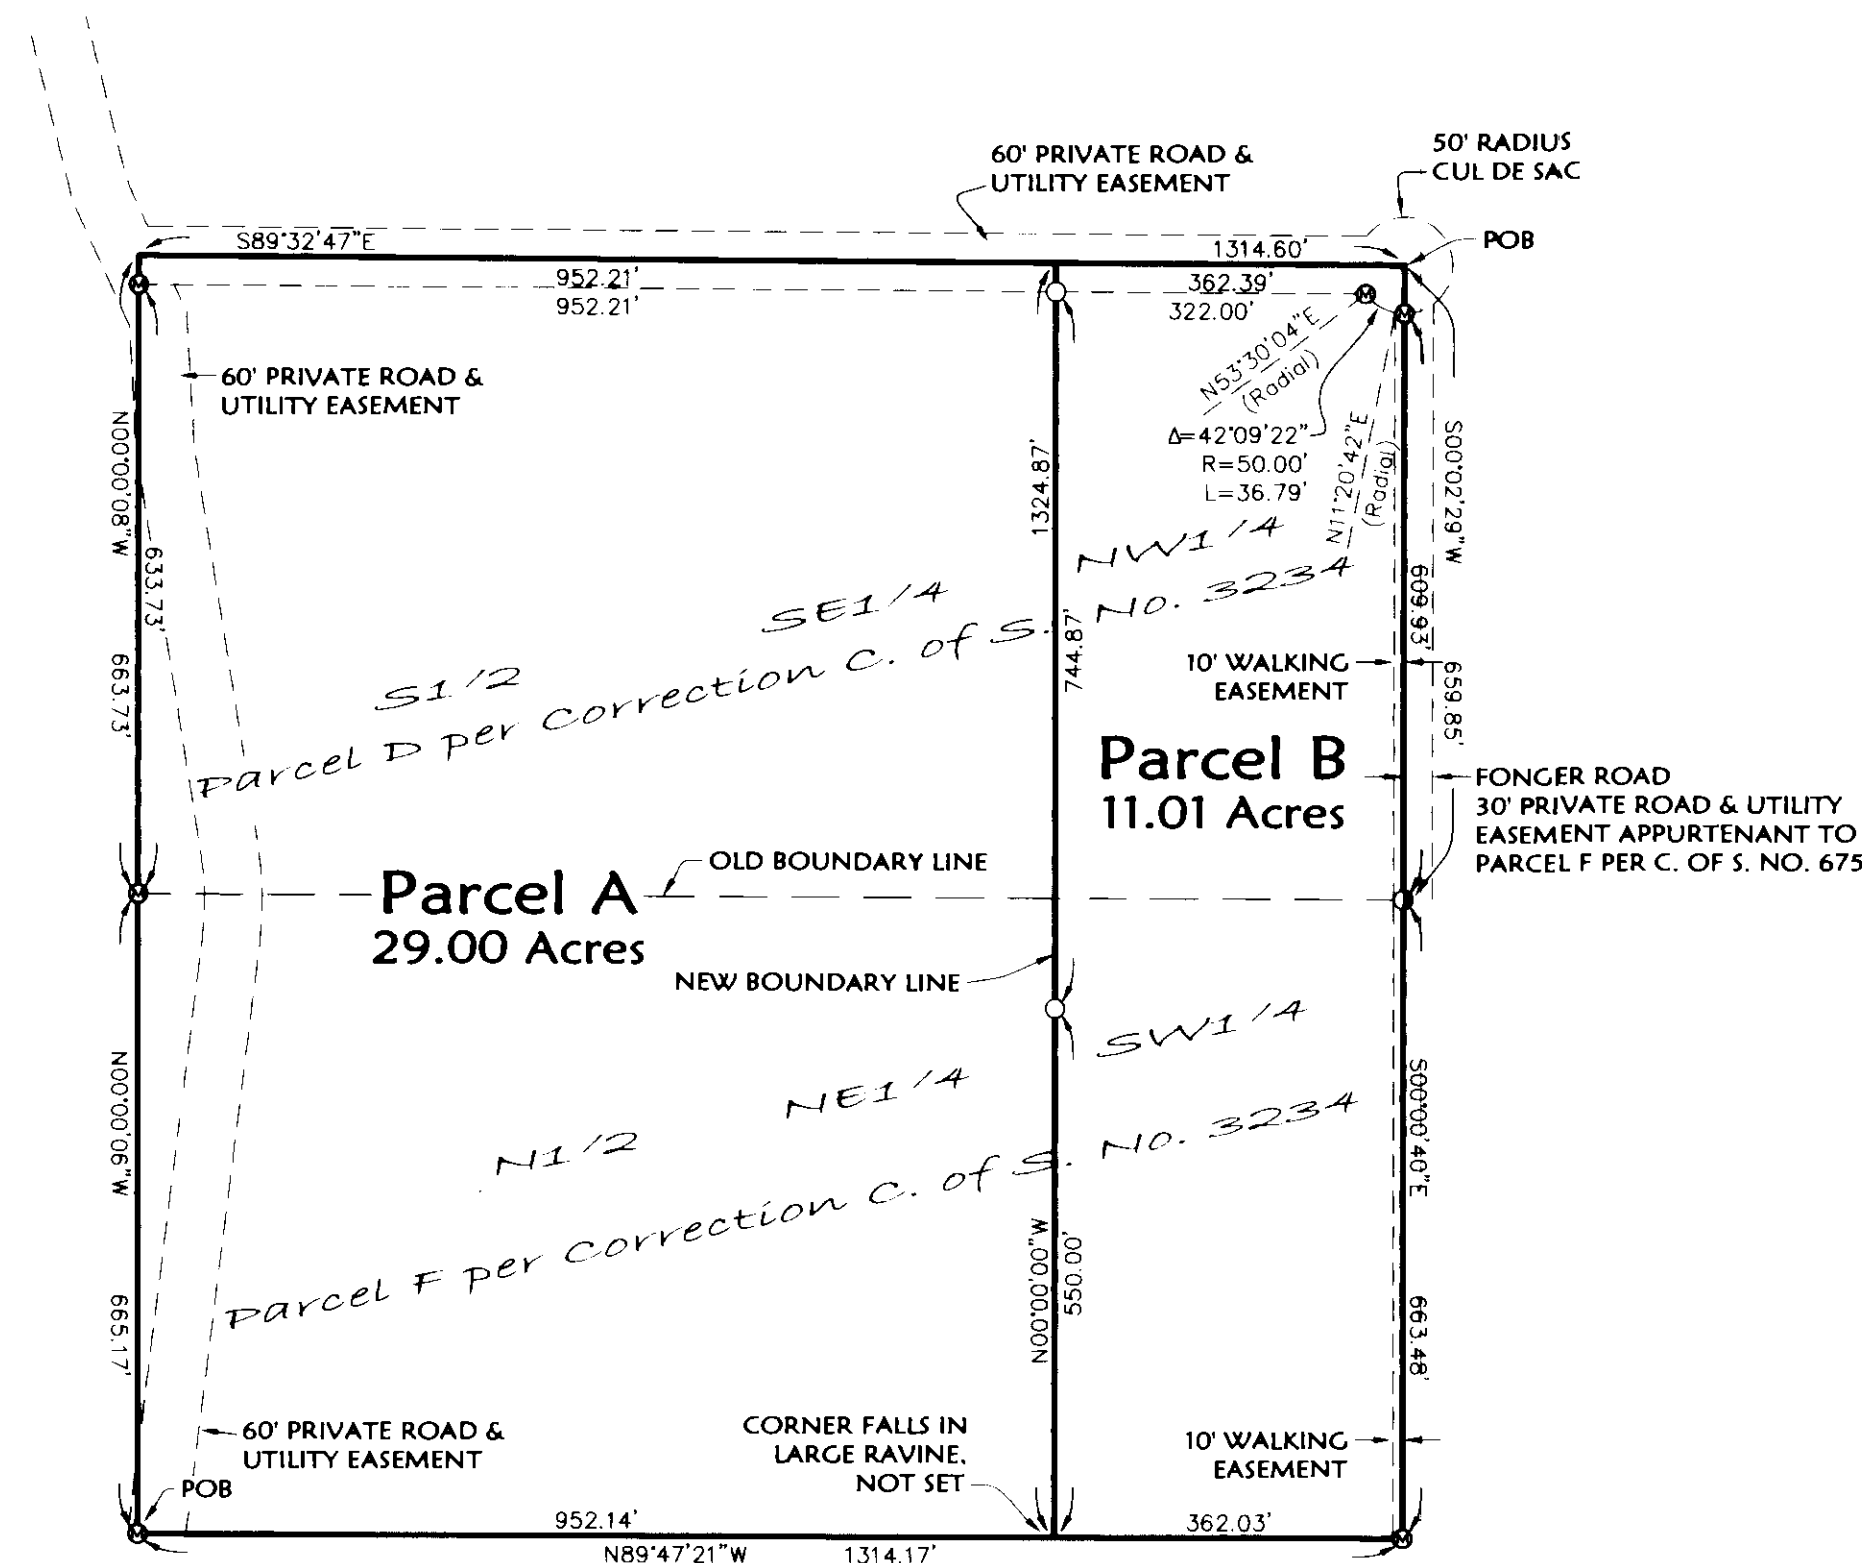 60' PRIVATE ROAD &
UTILITY EASEMENT
50' RADIUS
CUL DE SAC
POB
S89°32'47"E
1314.60'
952.21'
952.21'
362.39'
322.00'
60' PRIVATE ROAD &
UTILITY EASEMENT
N53°30'04"E
(Radial)
Δ=42°09'22"
R=50.00'
L=36.79'
N11°20'42"E
(Radial)
N00°00'08"W
633.73'
663.73'
1324.87'
744.87'
S00°02'29"W
609.93'
659.85'
S1/2
SE1/4
NW1/4
Parcel D per Correction C. of S. No. 3234
10' WALKING
EASEMENT
Parcel B
11.01 Acres
FONGER ROAD
30' PRIVATE ROAD & UTILITY
EASEMENT APPURTENANT TO
PARCEL F PER C. OF S. NO. 675
OLD BOUNDARY LINE
Parcel A
29.00 Acres
NEW BOUNDARY LINE
N1/2
NE1/4
SW1/4
Parcel F per Correction C. of S. No. 3234
N00°00'06"W
665.17'
N00°00'00"W
550.00'
S00°00'40"E
663.48'
60' PRIVATE ROAD &
UTILITY EASEMENT
POB
CORNER FALLS IN
LARGE RAVINE,
NOT SET
10' WALKING
EASEMENT
952.14'
362.03'
N89°47'21"W
1314.17'
M
M
M
M
M
M